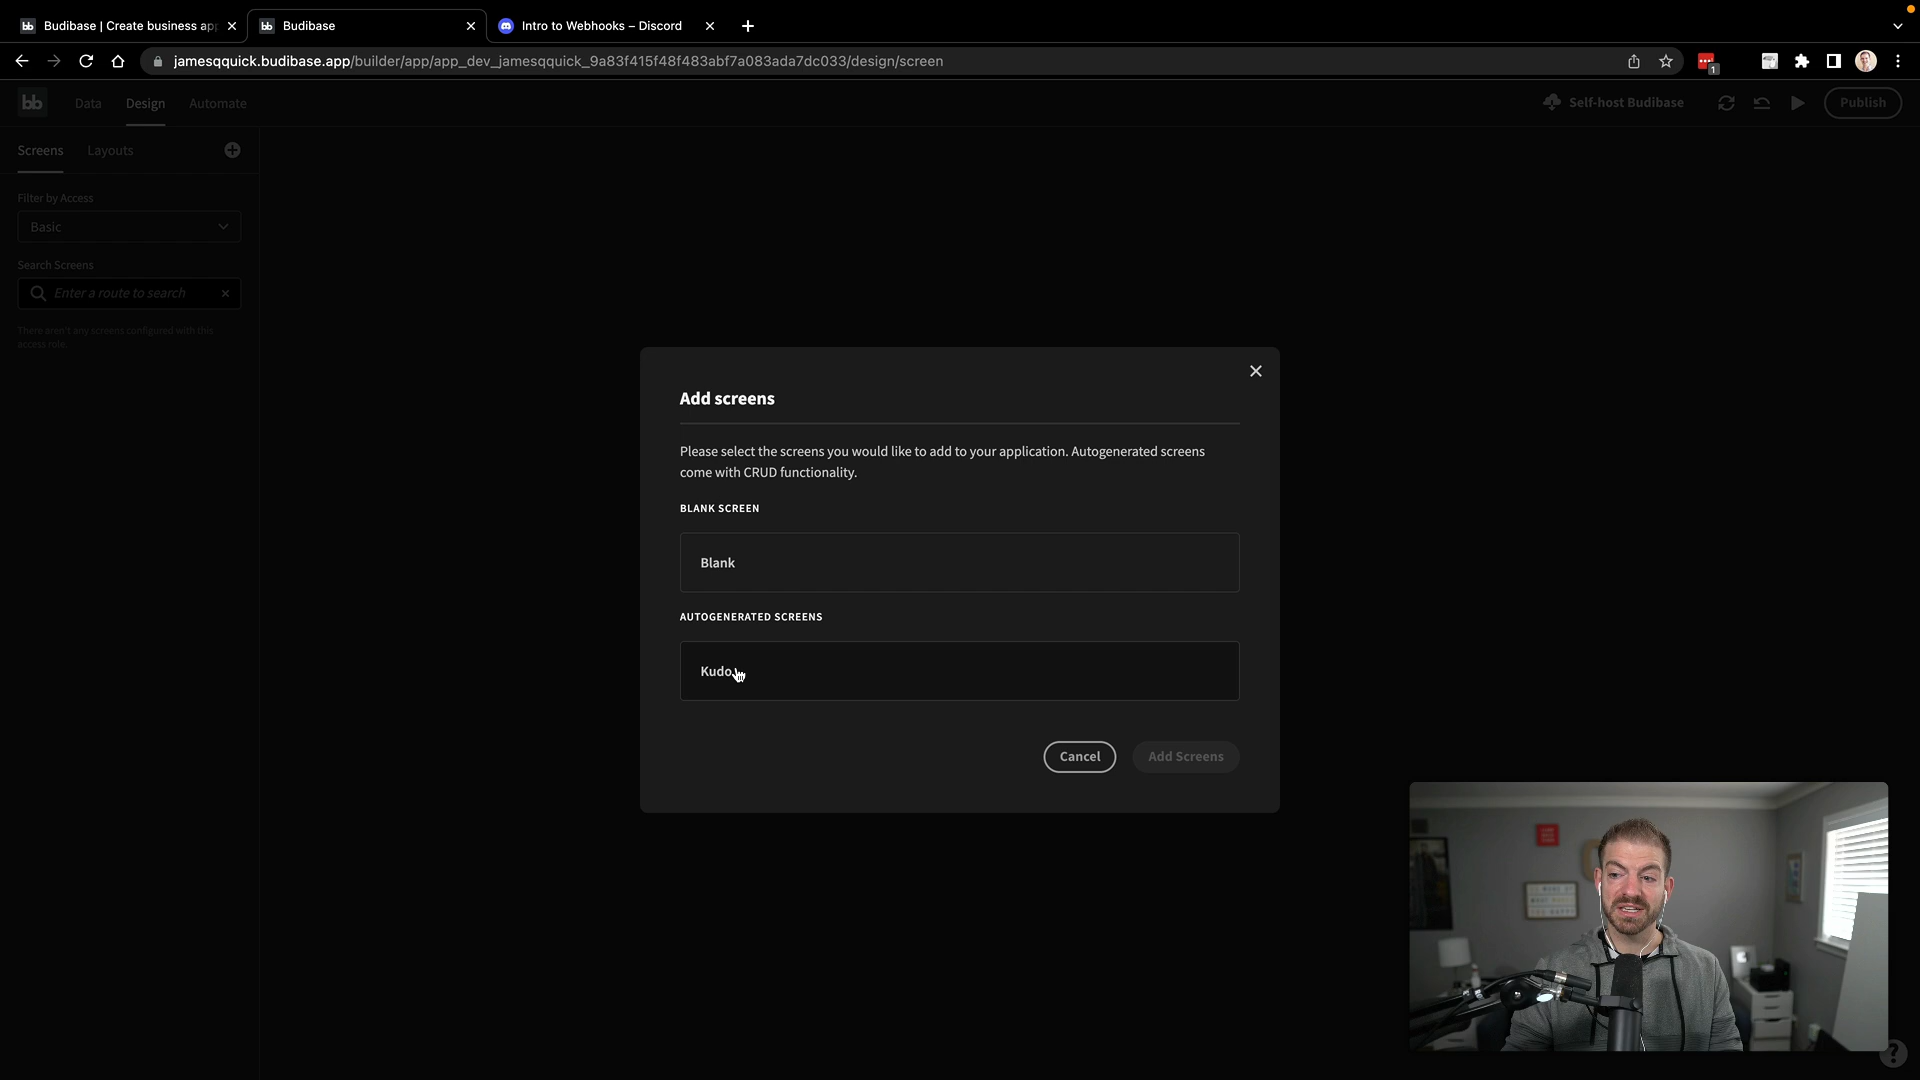 Budibase | Create business app
Budibase
Intro to Webhooks – Discord
jamesqquick.budibase.app/builder/app/app_dev_jamesqquick_9a83f415f48f483abf7a083ada7dc033/design/screen
1
bb
Data
Design
Automate
Self-host Budibase
Publish
Screens
Layouts
Filter by Access
Basic
Search Screens
Enter a route to search
There aren't any screens configured with this
access role.
Add screens
Please select the screens you would like to add to your application. Autogenerated screens
come with CRUD functionality.
BLANK SCREEN
Blank
AUTOGENERATED SCREENS
Kudo
Cancel
Add Screens
?